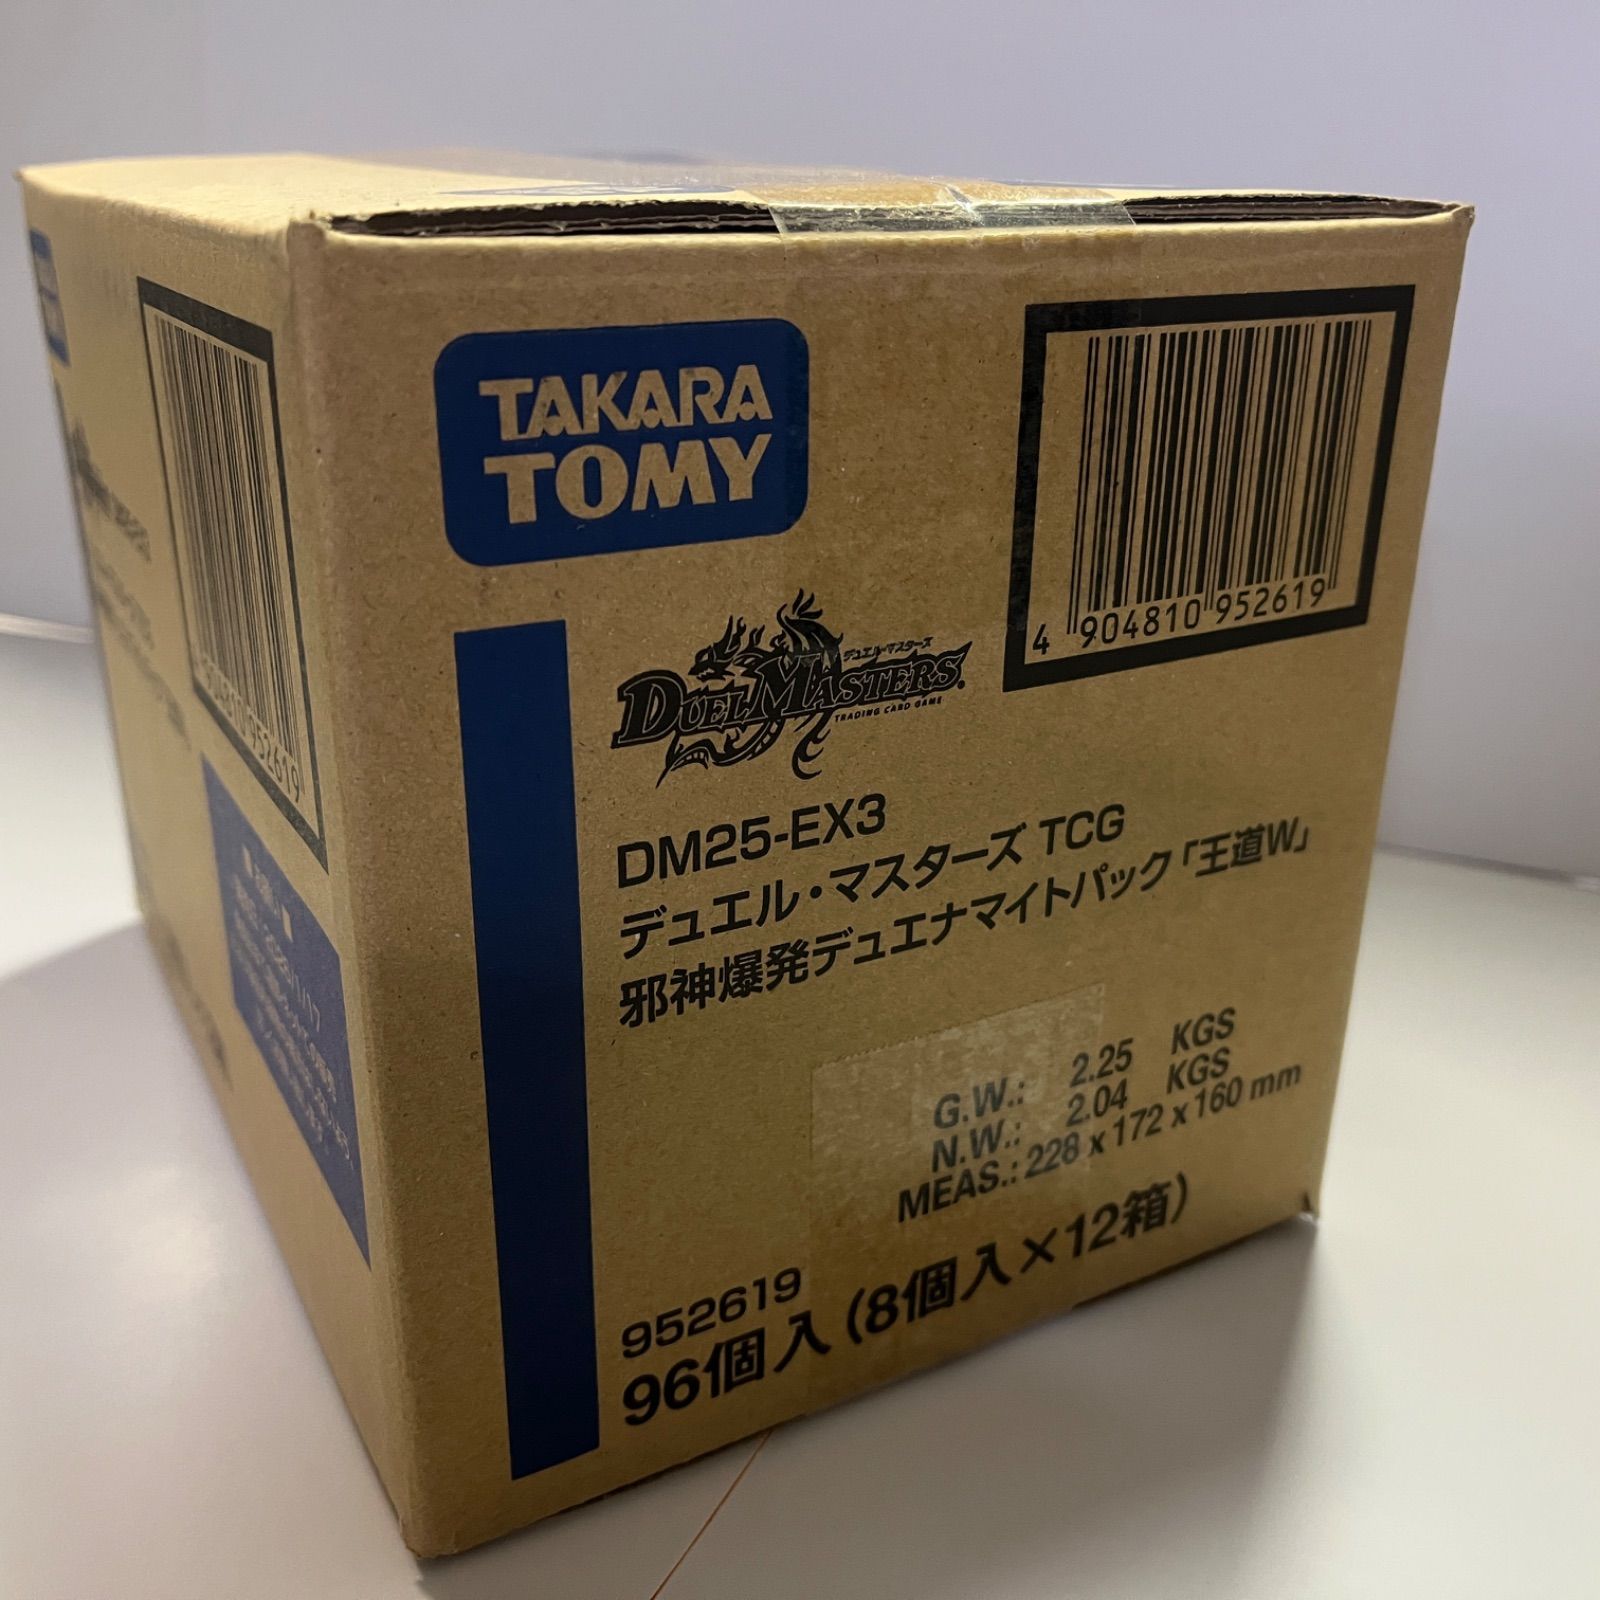 TAKARA
TOMY
4 904810 952619
デュエル・マスターズ
DUEL MASTERS
TRADING CARD GAME
DM25-EX3
デュエル・マスターズ TCG
邪神爆発デュエナマイトパック「王道W」
G.W.: 2.25 KGS
N.W.: 2.04 KGS
MEAS.: 228 x 172 x 160 mm
952619
96個入(8個入×12箱)